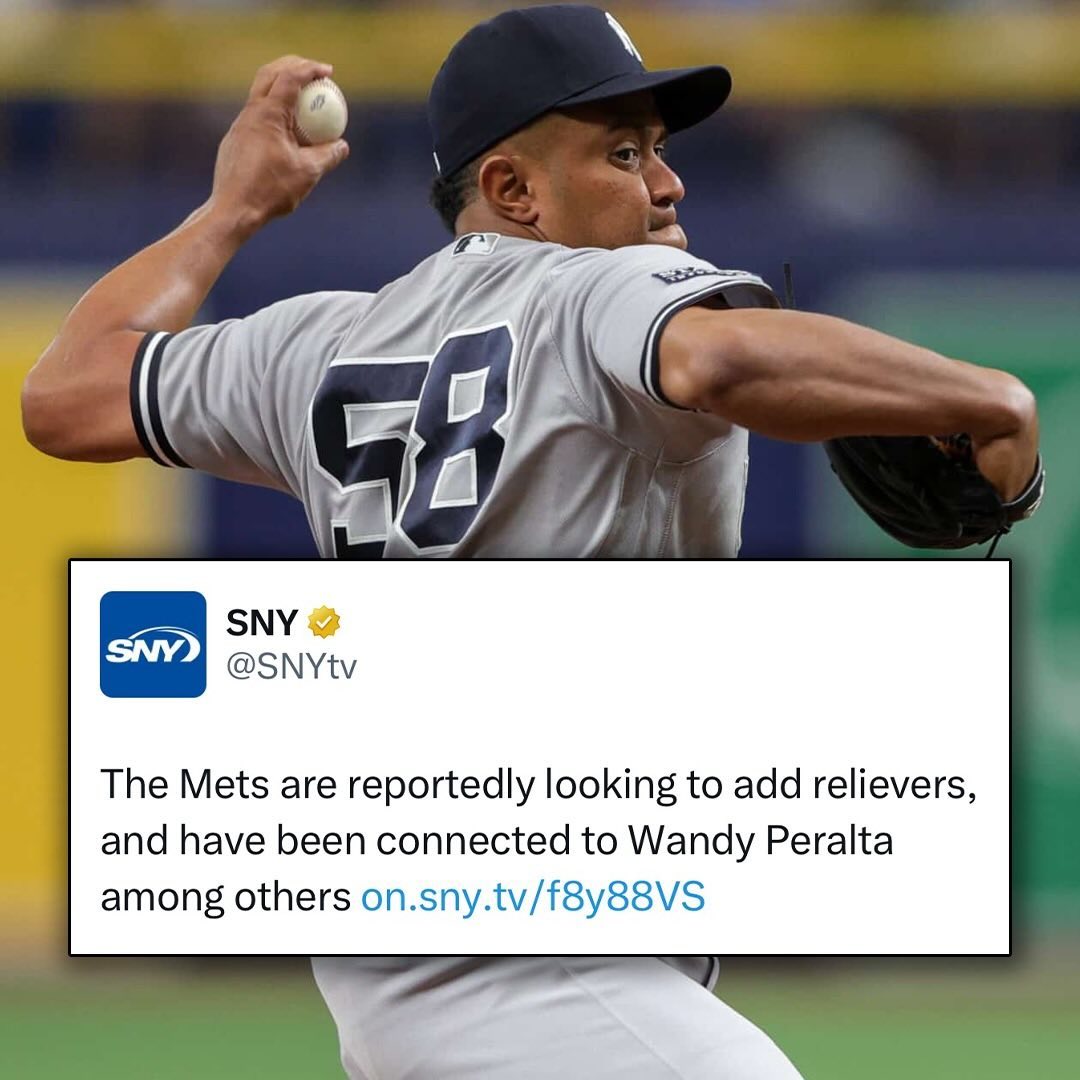 58
SNY
SNY
@SNYtv
The Mets are reportedly looking to add relievers,
and have been connected to Wandy Peralta
among others on.sny.tv/f8y88VS